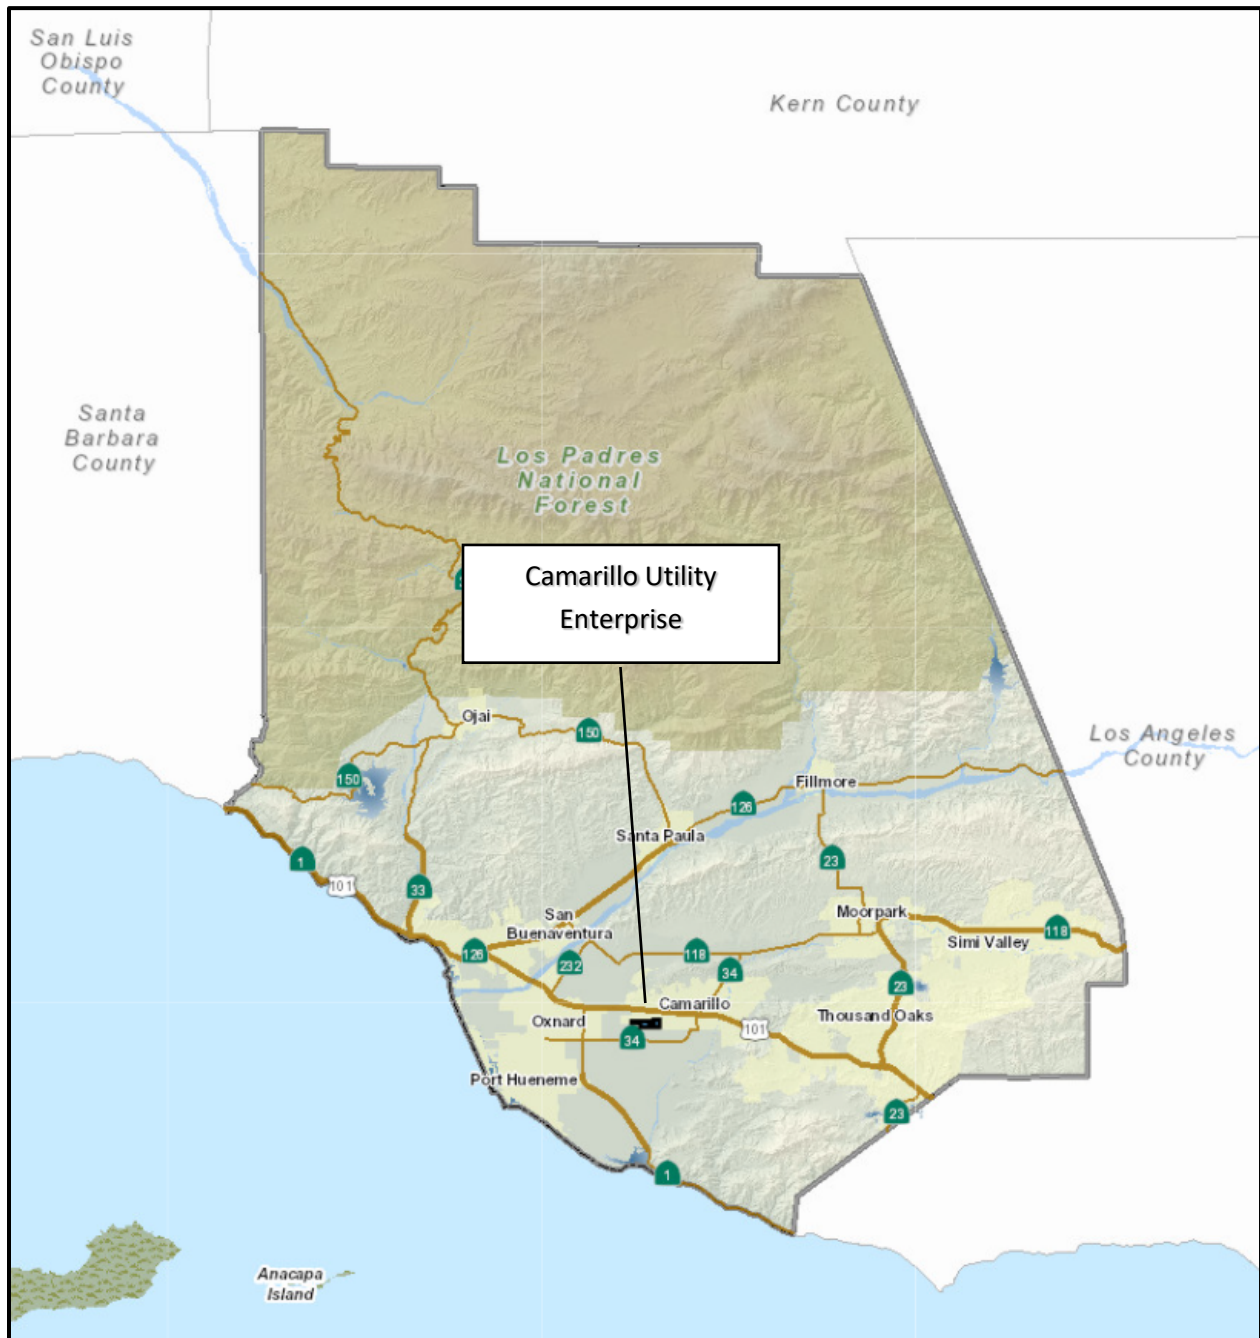 San Luis
Obispo
County
Kern County
Santa
Barbara
County
Los Padres
National
Forest
Camarillo Utility
Enterprise
Ojai
150
150
Los Angeles
County
Fillmore
126
Santa Paula
1
101
33
23
San
Buenaventura
Moorpark
Simi Valley
118
126
232
118
34
23
Camarillo
Oxnard
34
101
Thousand Oaks
Port Hueneme
23
1
Anacapa
Island